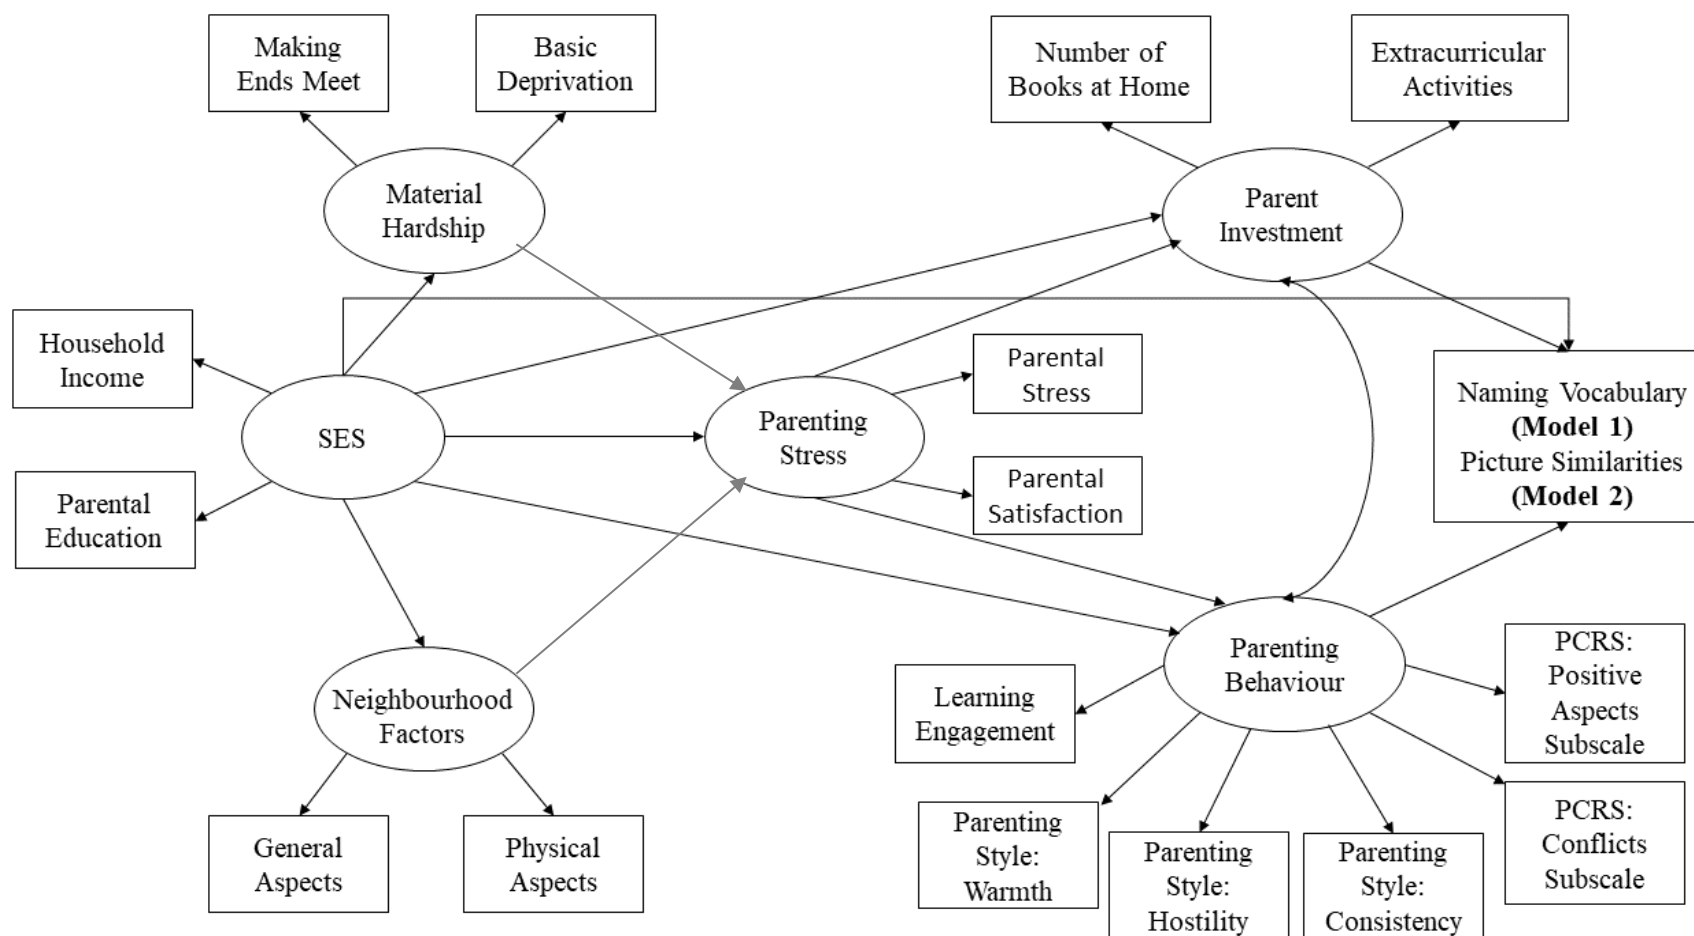 Making
Ends Meet
Basic
Deprivation
Number of
Books at Home
Extracurricular
Activities
Material
Hardship
Parent
Investment
Household
Income
SES
Parenting
Stress
Parental
Stress
Parental
Satisfaction
Naming Vocabulary
(Model 1)
Picture Similarities
(Model 2)
Parental
Education
Neighbourhood
Factors
Parenting
Behaviour
Learning
Engagement
PCRS:
Positive
Aspects
Subscale
General
Aspects
Physical
Aspects
Parenting
Style:
Warmth
Parenting
Style:
Hostility
Parenting
Style:
Consistency
PCRS:
Conflicts
Subscale